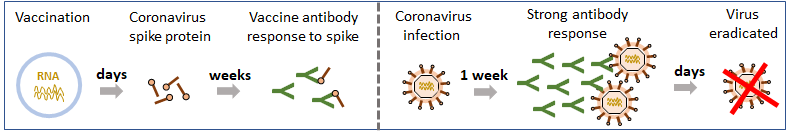 Vaccination
Coronavirus
spike protein
Vaccine antibody
response to spike
RNA
days
weeks
Coronavirus
infection
Strong antibody
response
Virus
eradicated
1 week
days